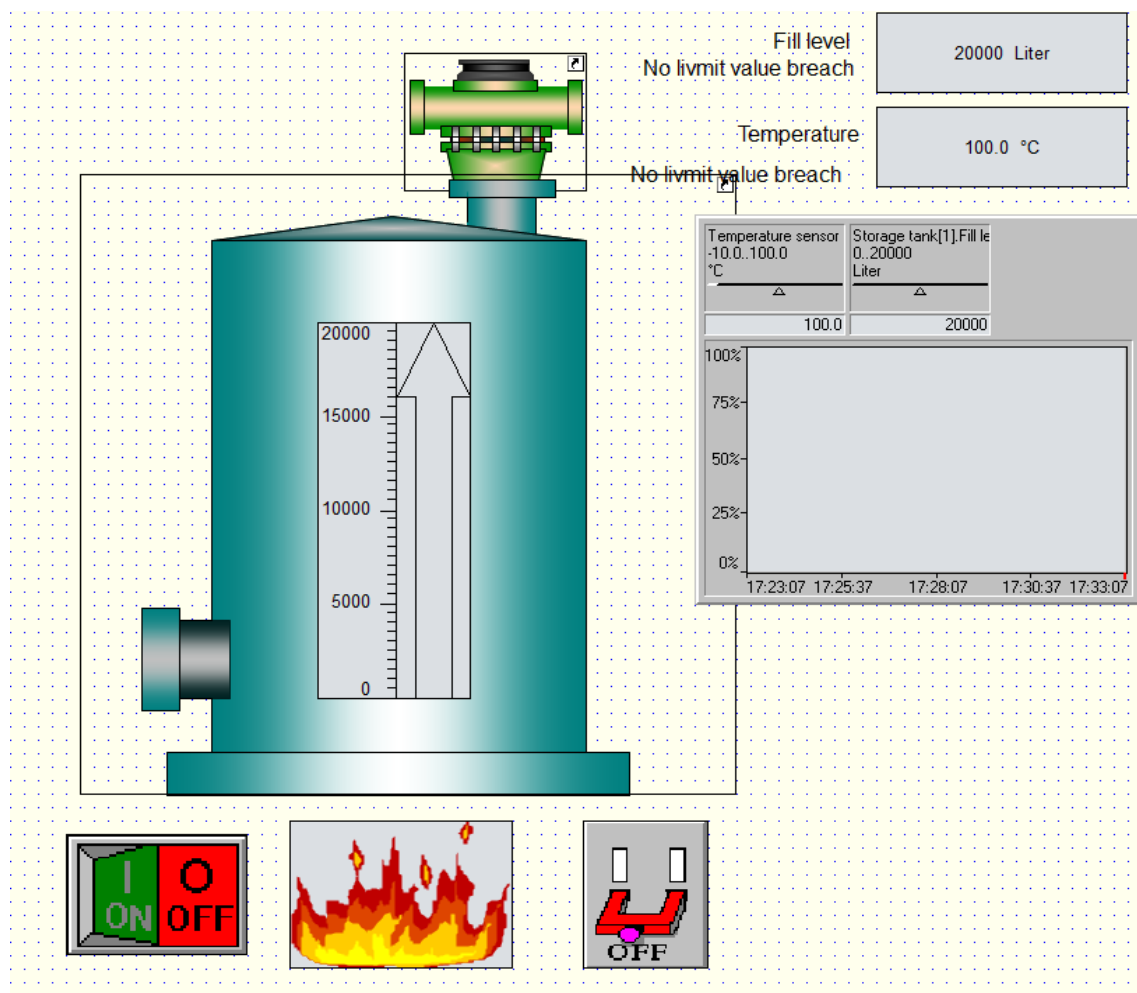 Fill level
No livmit value breach
20000 Liter
Temperature
No livmit value breach
100.0 °C
Temperature sensor
-10.0..100.0
°C
100.0
Storage tank[1].Fill le
0..20000
Liter
20000
100%
75%
50%
25%
0%
17:23:07 17:25:37 17:28:07 17:30:37 17:33:07
20000
15000
10000
5000
0
I
ON
O
OFF
OFF